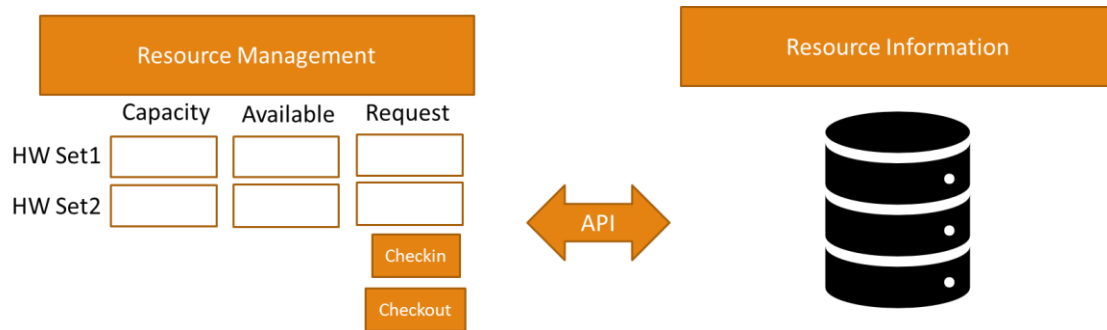 Resource Management
Resource Information
Capacity Available Request
HW Set1
HW Set2
API
Checkin
Checkout